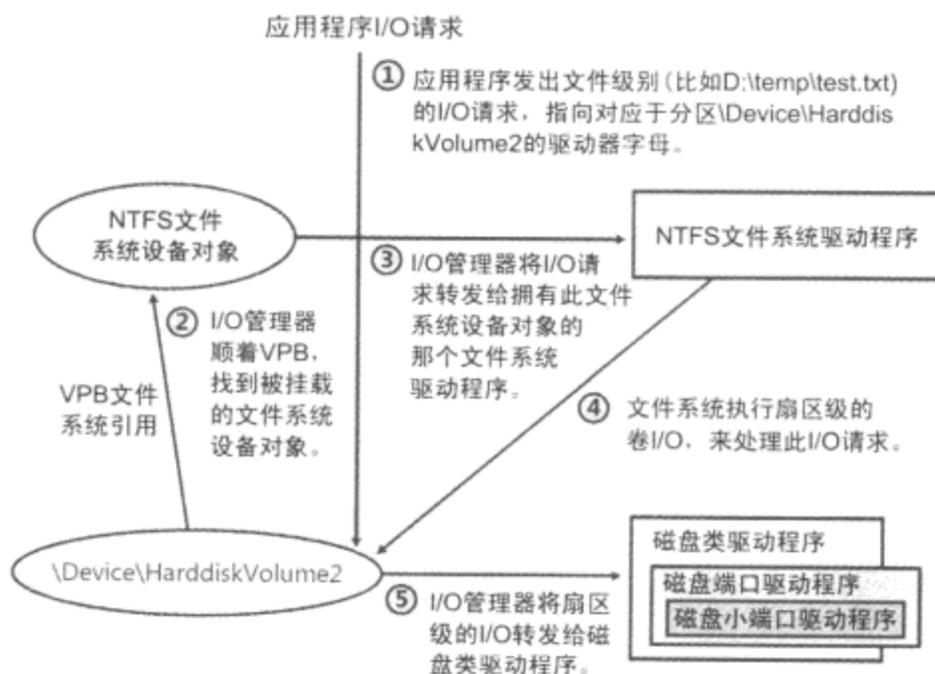 应用程序I/O请求
① 应用程序发出文件级别(比如D:\temp\test.txt)
的I/O请求，指向对应于分区\Device\Harddis
kVolume2的驱动器字母。
NTFS文件
系统设备对象
NTFS文件系统驱动程序
② I/O管理器
顺着VPB，
找到被挂载
的文件系统
设备对象。
③ I/O管理器将I/O请
求转发给拥有此文件
系统设备对象的
那个文件系统
驱动程序。
VPB文件
系统引用
④ 文件系统执行扇区级的
卷I/O，来处理此I/O请求。
\Device\HarddiskVolume2
⑤ I/O管理器将扇区
级的I/O转发给磁
盘类驱动程序。
磁盘类驱动程序
磁盘端口驱动程序
磁盘小端口驱动程序